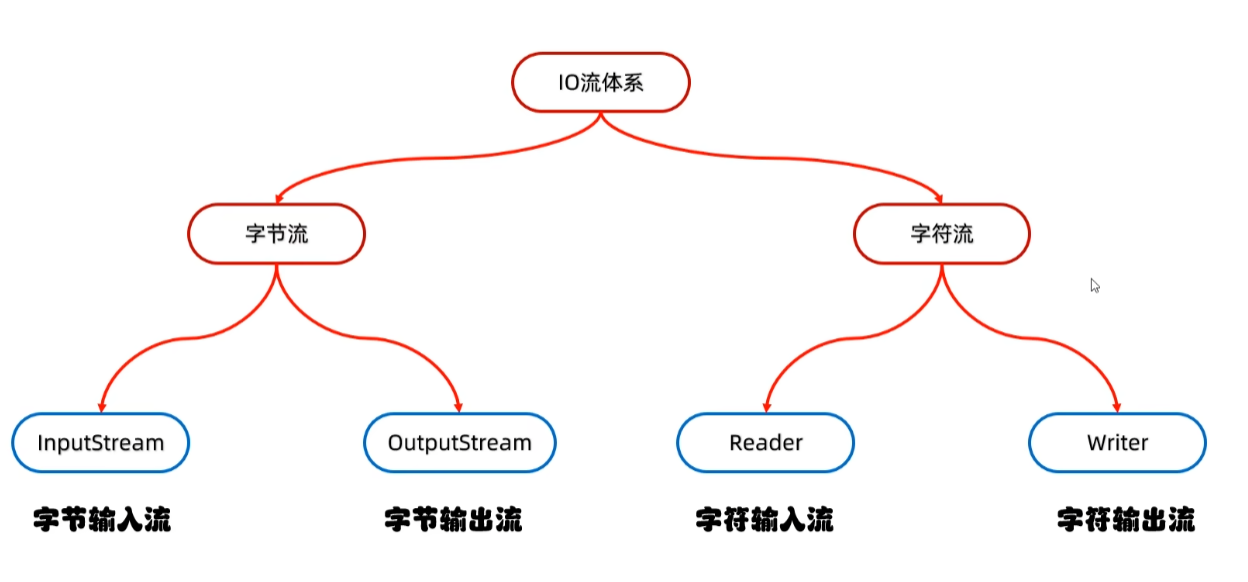 IO流体系
字节流
字符流
InputStream
OutputStream
Reader
Writer
字节输入流
字节输出流
字符输入流
字符输出流